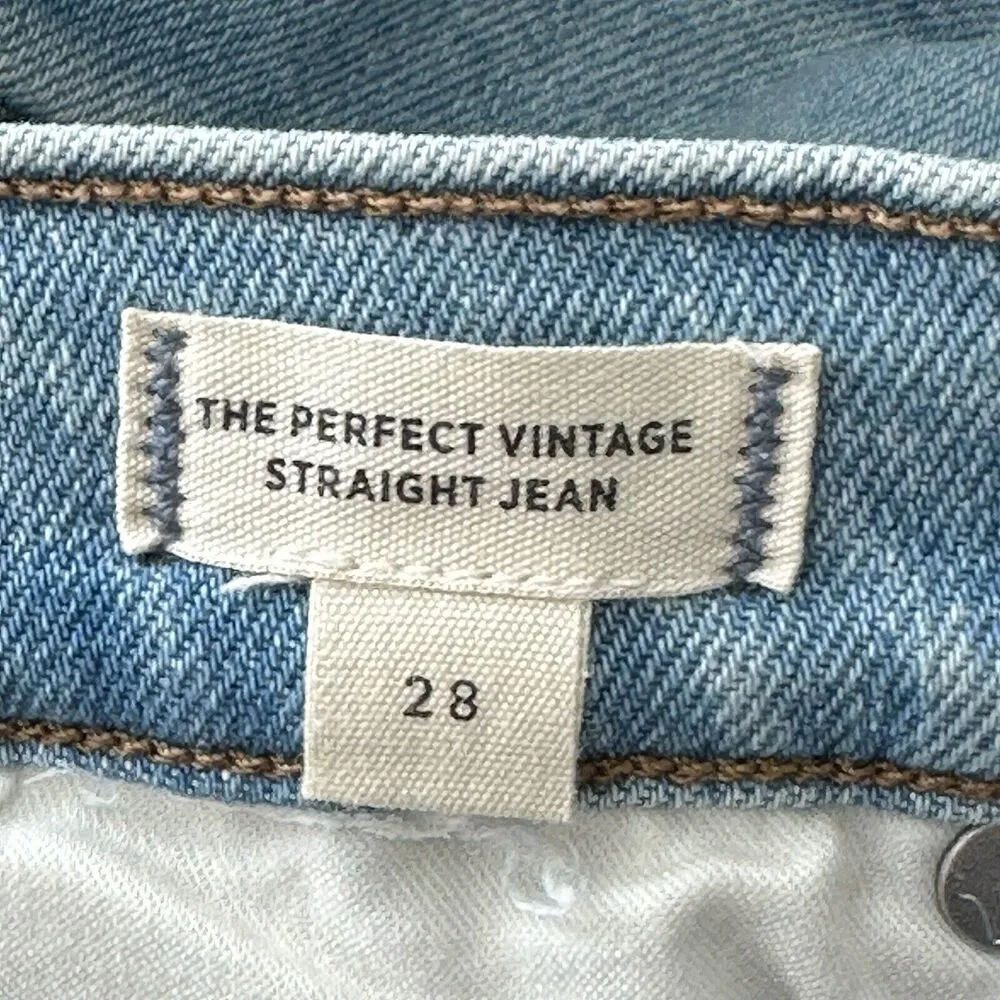 THE PERFECT VINTAGE
STRAIGHT JEAN
28